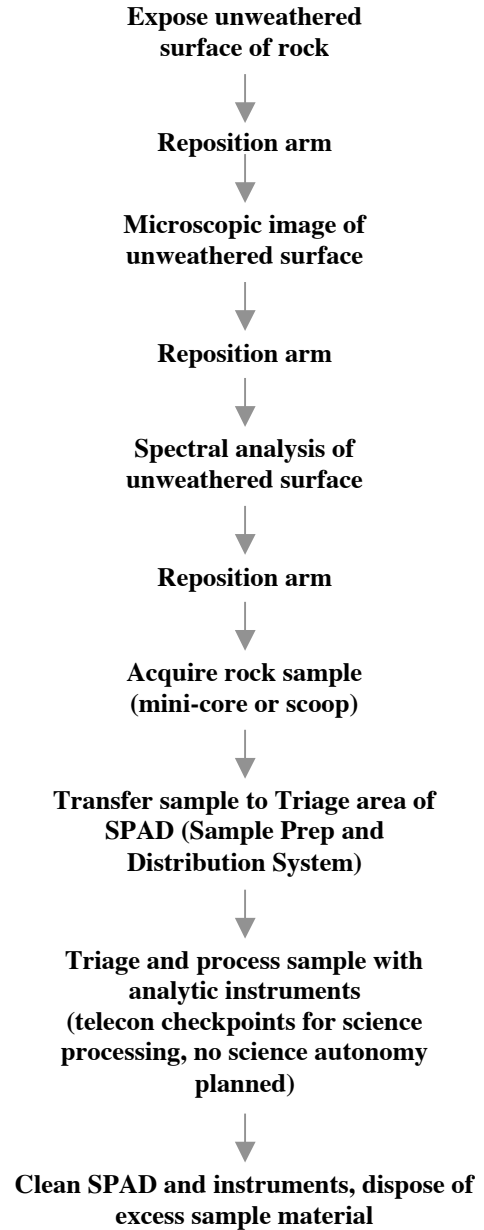 Expose unweathered
surface of rock
Reposition arm
Microscopic image of
unweathered surface
Reposition arm
Spectral analysis of
unweathered surface
Reposition arm
Acquire rock sample
(mini-core or scoop)
Transfer sample to Triage area of
SPAD (Sample Prep and
Distribution System)
Triage and process sample with
analytic instruments
(telecon checkpoints for science
processing, no science autonomy
planned)
Clean SPAD and instruments, dispose of
excess sample material